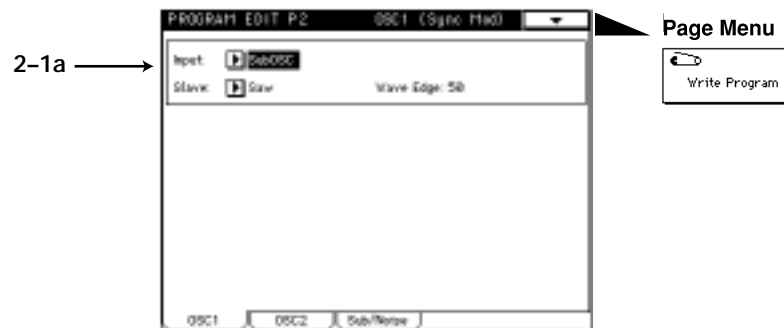 PROGRAM EDIT P2 OSC1 (Sync Mod)
Page Menu
Write Program
2–1a
Input: SubOSC
Slave: Saw Wave Edge: 50
OSC1 OSC2 Sub/Noise